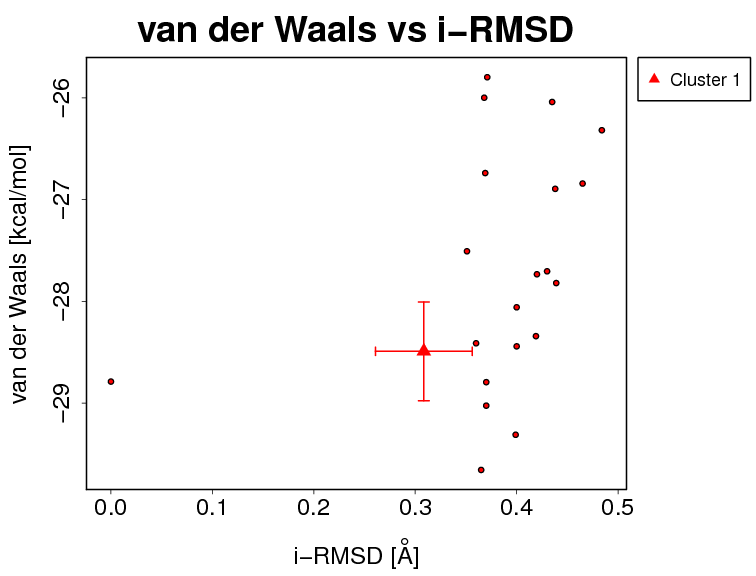 van der Waals vs i−RMSD
Cluster 1
van der Waals [kcal/mol]
−26
−27
−28
−29
0.0 0.1 0.2 0.3 0.4 0.5
i−RMSD [Å]